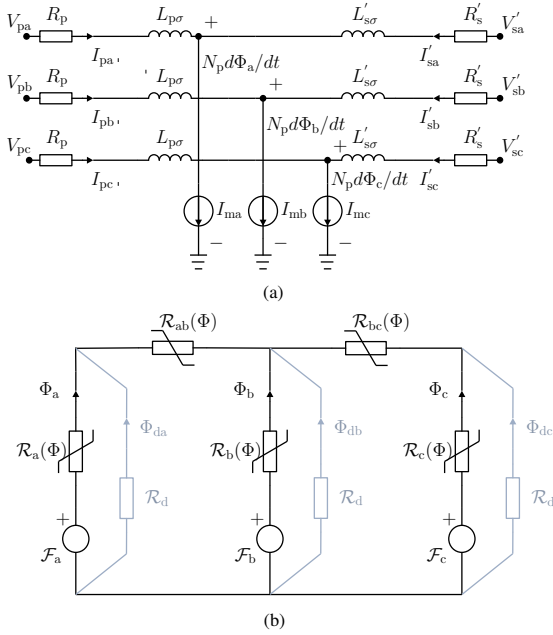 V_pa R_p L_pσ + L'_sσ R'_s V'_sa
I_pa N_p dΦ_a/dt I'_sa
V_pb R_p L_pσ + L'_sσ R'_s V'_sb
I_pb N_p dΦ_b/dt I'_sb
V_pc R_p L_pσ + L'_sσ R'_s V'_sc
I_pc N_p dΦ_c/dt I'_sc
I_ma I_mb I_mc
− − −
(a)
ℛ_ab(Φ) ℛ_bc(Φ)
Φ_a Φ_b Φ_c
Φ_da Φ_db Φ_dc
ℛ_a(Φ) ℛ_b(Φ) ℛ_c(Φ)
ℛ_d ℛ_d ℛ_d
+ + +
ℱ_a ℱ_b ℱ_c
(b)